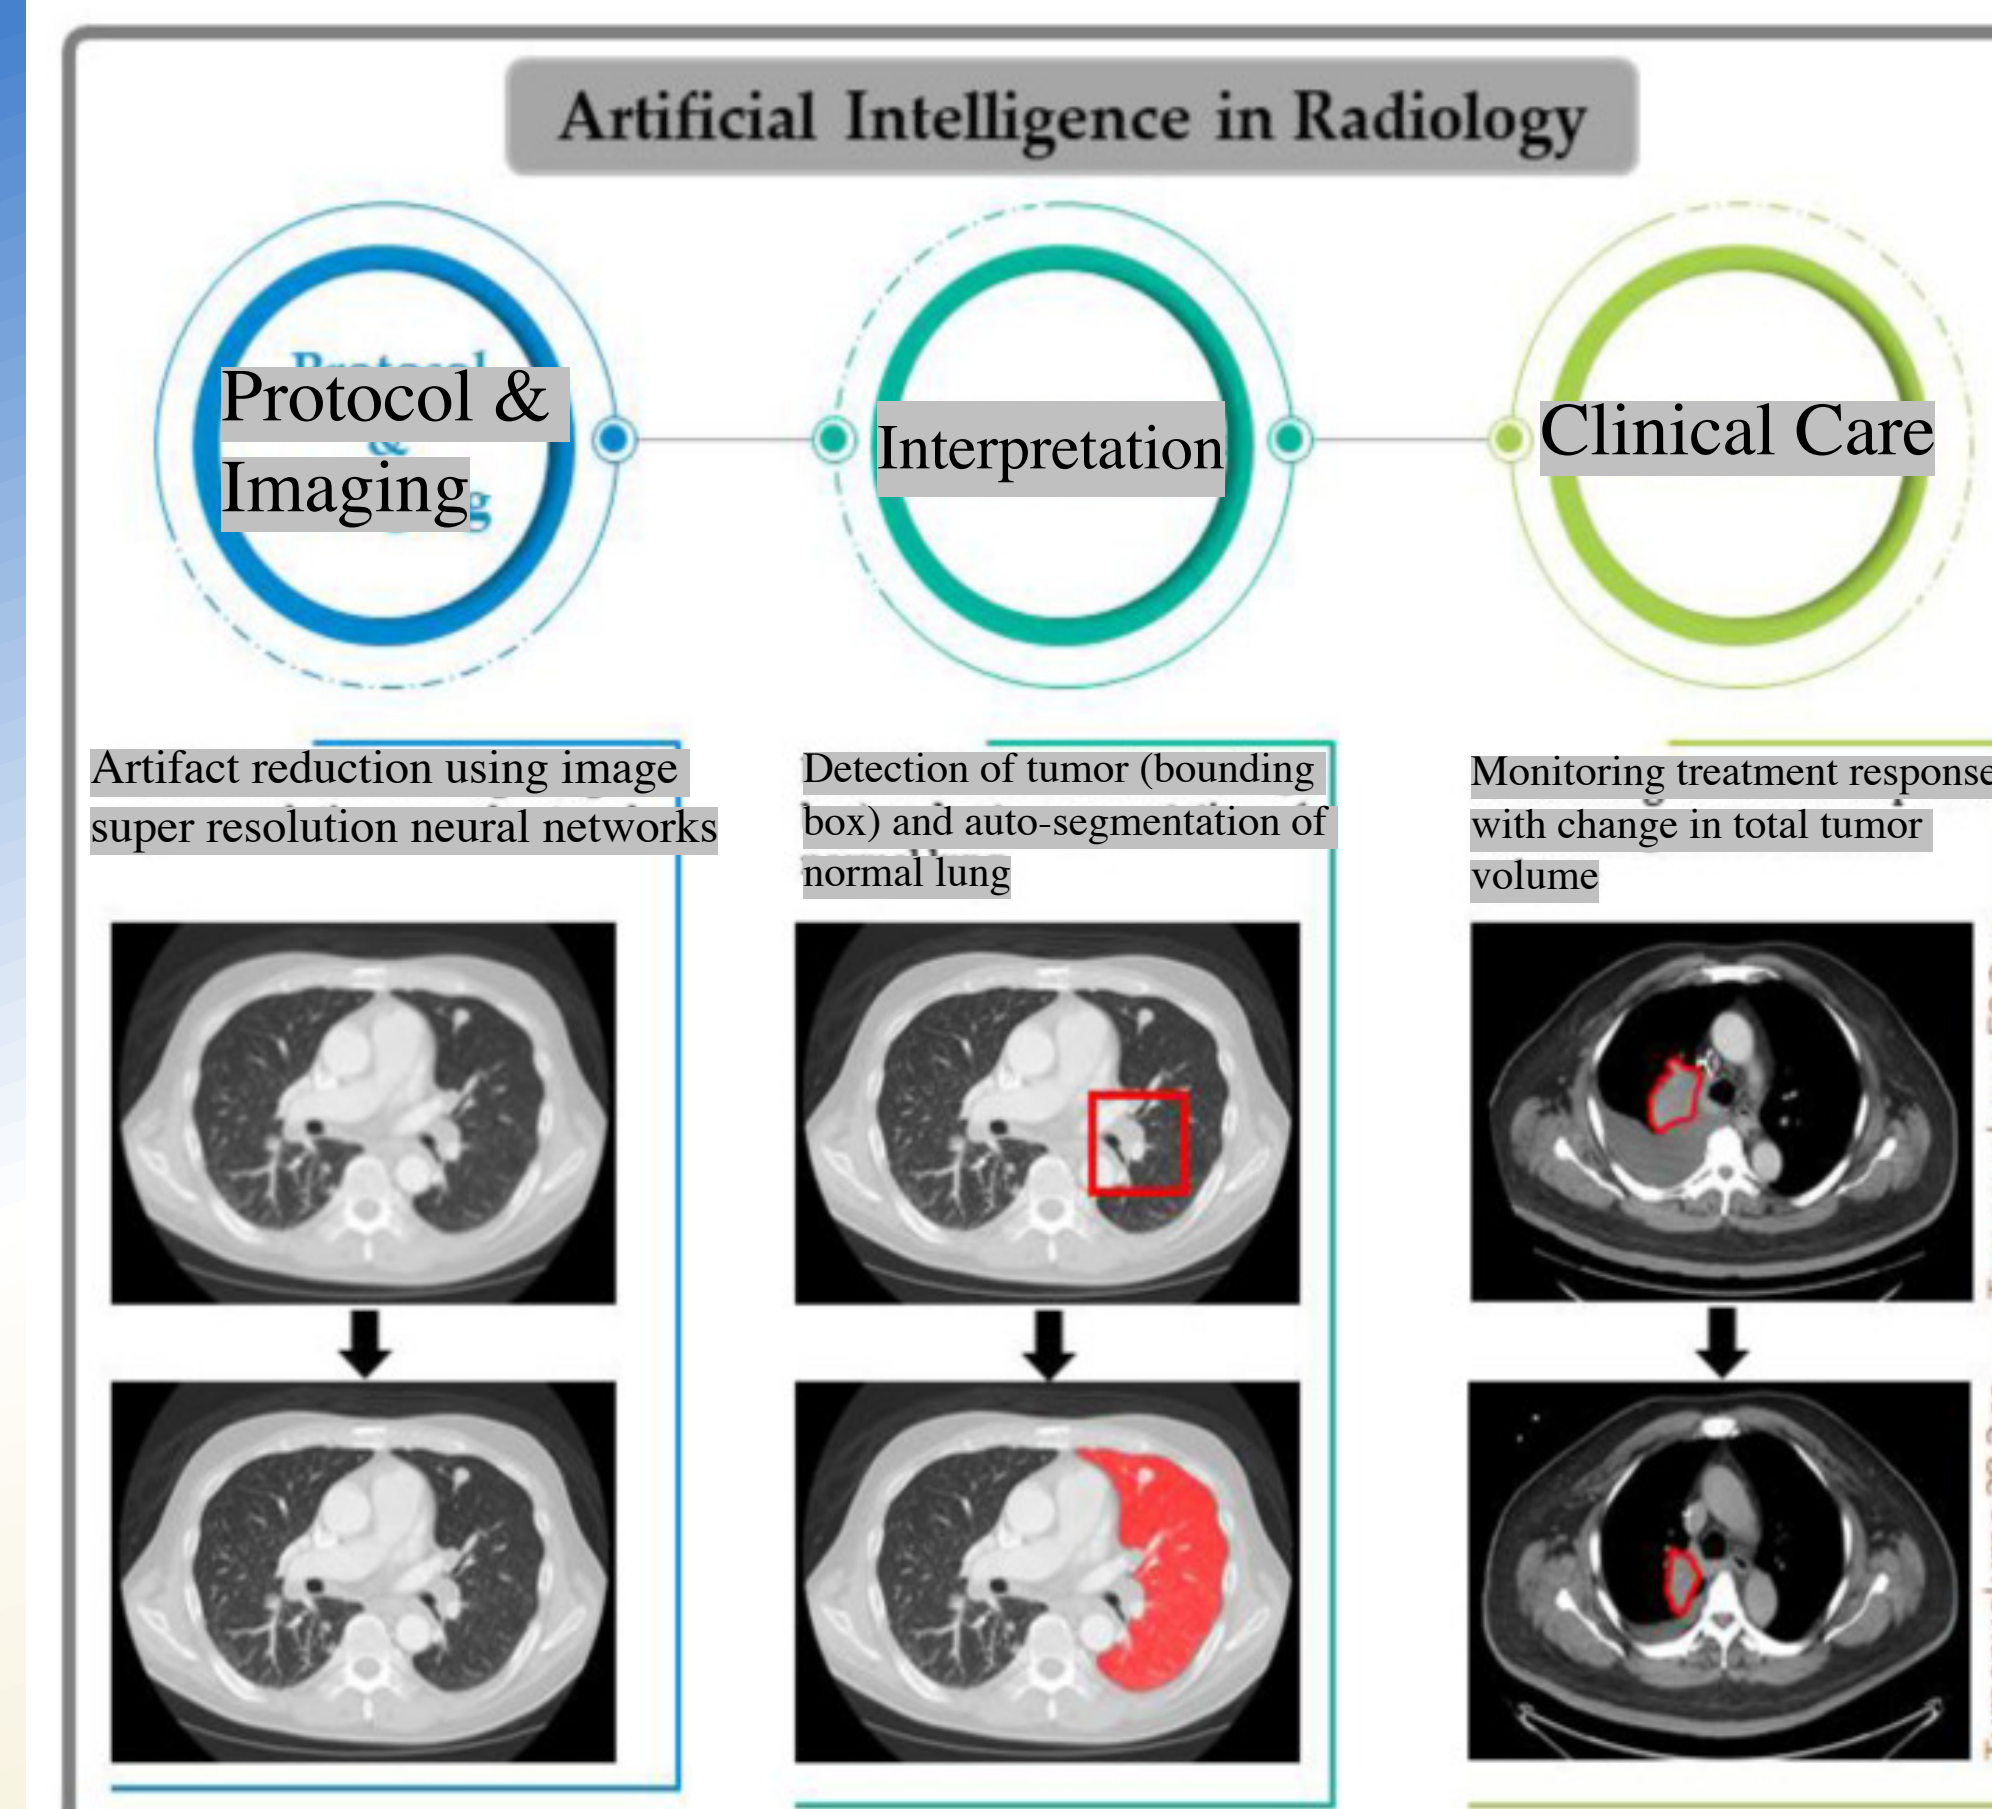 Artificial Intelligence in Radiology
Protocol &
Imaging
Interpretation
Clinical Care
Artifact reduction using image
super resolution neural networks
Detection of tumor (bounding
box) and auto-segmentation of
normal lung
Monitoring treatment response
with change in total tumor
volume